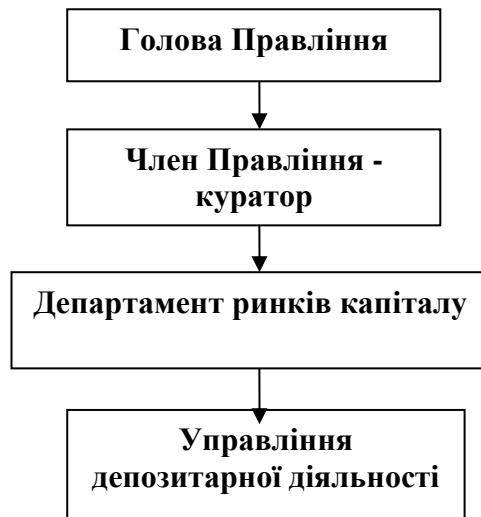 Голова Правління
Член Правління -
куратор
Департамент ринків капіталу
Управління
депозитарної діяльності